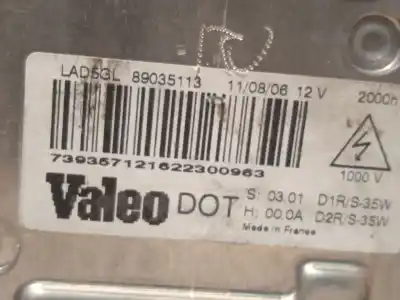 LAD5GL 89035113 11/08/06 12 V 2000h
1000 V
739357121622300963
Valeo DOT S: 03.01 D1R/S-35W
H: 00.0A D2R/S-35W
Made in France